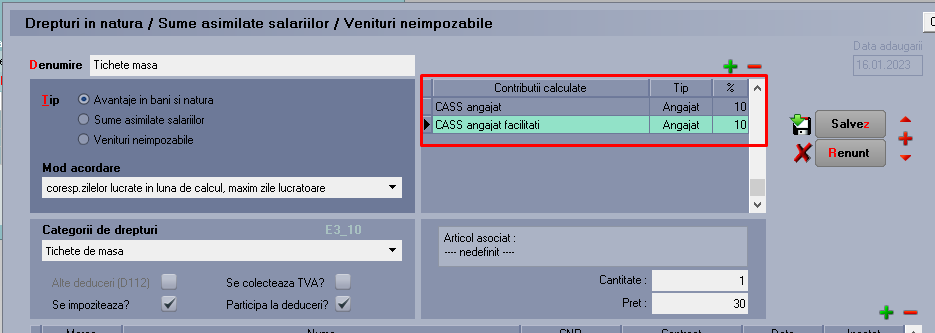 Drepturi in natura / Sume asimilate salariilor / Venituri neimpozabile
Data adaugarii
16.01.2023
Denumire Tichete masa
Tip
Avantaje in bani si natura
Sume asimilate salariilor
Venituri neimpozabile
Mod acordare
coresp.zilelor lucrate in luna de calcul, maxim zile lucratoare
Contributii calculate Tip %
CASS angajat Angajat 10
CASS angajat facilitati Angajat 10
Salvez
Renunt
Categorii de drepturi E3_10
Tichete de masa
Alte deduceri (D112) Se colecteaza TVA?
Se impoziteaza? Participa la deduceri?
Articol asociat :
---- nedefinit ----
Cantitate : 1
Pret : 30